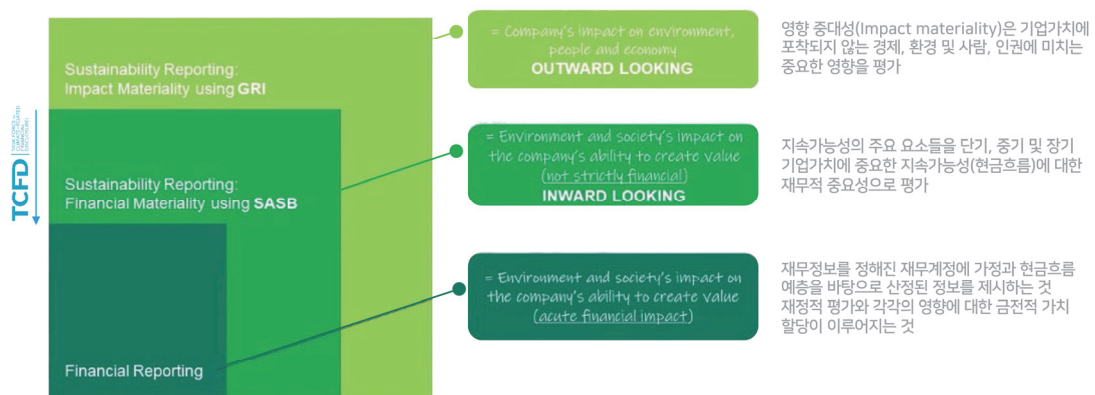 Sustainability Reporting:
Impact Materiality using GRI
Sustainability Reporting:
Financial Materiality using SASB
Financial Reporting
TCFD
TASK FORCE on
CLIMATE-RELATED
FINANCIAL
DISCLOSURES
= Company's impact on environment,
people and economy
OUTWARD LOOKING
= Environment and society's impact on
the company's ability to create value
(not strictly financial)
INWARD LOOKING
= Environment and society's impact on
the company's ability to create value
(acute financial impact)
영향 중대성(Impact materiality)은 기업가치에
포착되지 않는 경제, 환경 및 사람, 인권에 미치는
중요한 영향을 평가
지속가능성의 주요 요소들을 단기, 중기 및 장기
기업가치에 중요한 지속가능성(현금흐름)에 대한
재무적 중요성으로 평가
재무정보를 정해진 재무계정에 가정과 현금흐름
예층을 바탕으로 산정된 정보를 제시하는 것
재정적 평가와 각각의 영향에 대한 금전적 가치
할당이 이루어지는 것